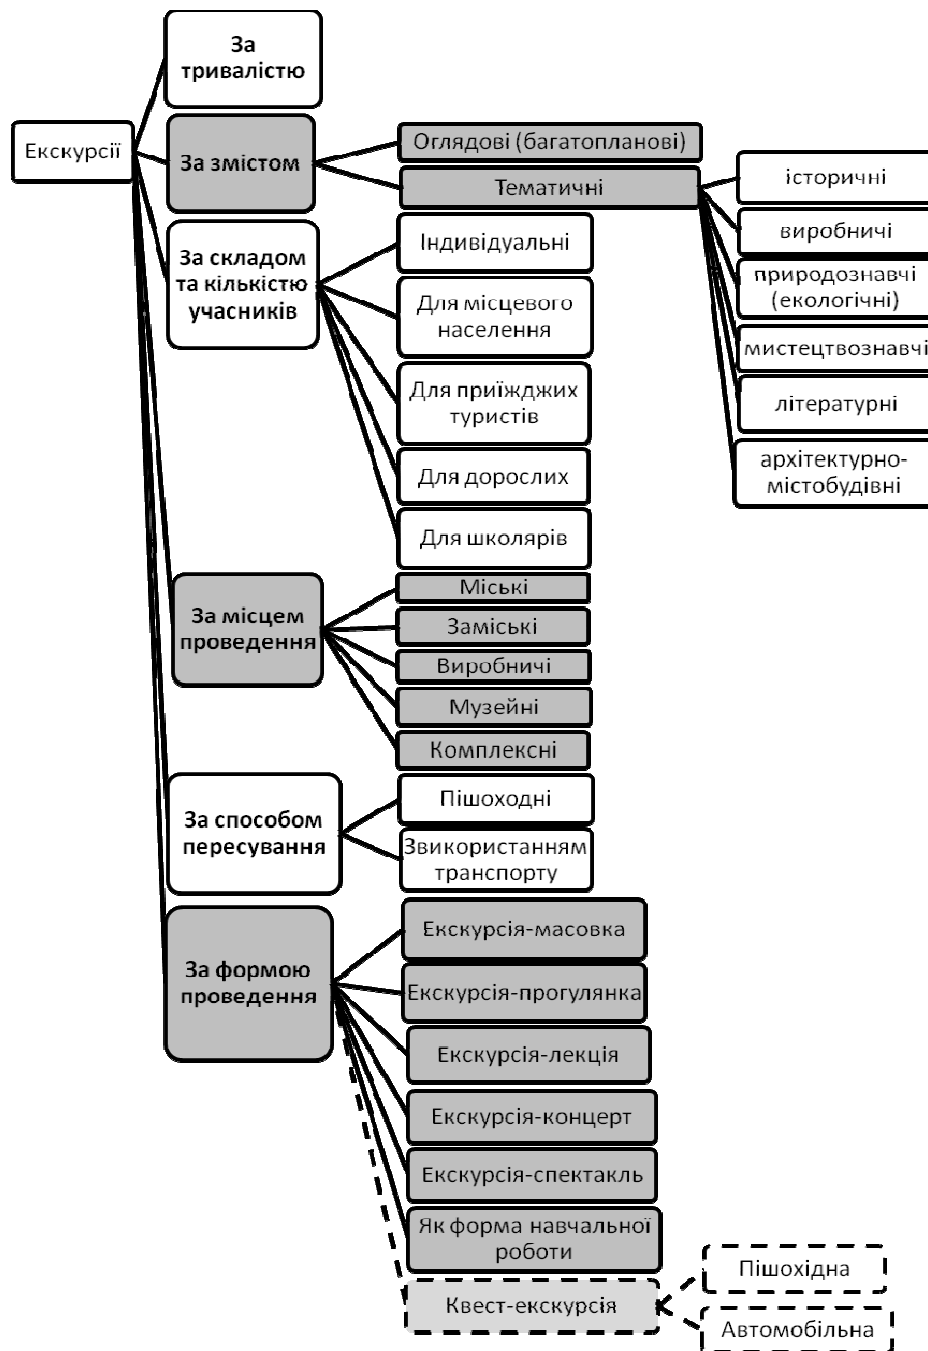 За
тривалістю
Екскурсії
За змістом
Оглядові (багатопланові)
Тематичні
історичні
виробничі
природознавчі
(екологічні)
мистецтвознавчі
літературні
архітектурно-
містобудівні
За складом
та кількістю
учасників
Індивідуальні
Для місцевого
населення
Для приїжджих
туристів
Для дорослих
Для школярів
За місцем
проведення
Міські
Заміські
Виробничі
Музейні
Комплексні
За способом
пересування
Пішоходні
Звикористанням
транспорту
За формою
проведення
Екскурсія-масовка
Екскурсія-прогулянка
Екскурсія-лекція
Екскурсія-концерт
Екскурсія-спектакль
Як форма навчальної
роботи
Квест-екскурсія
Пішохідна
Автомобільна